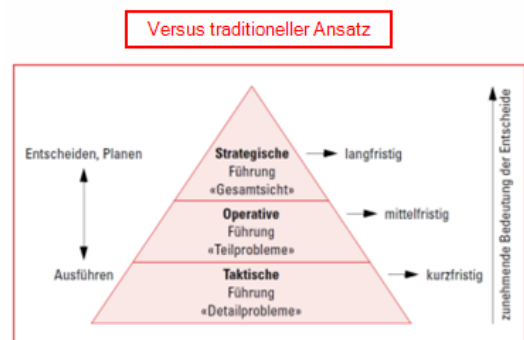 Versus traditioneller Ansatz
Entscheiden, Planen
Ausführen
Strategische
Führung
«Gesamtsicht»
langfristig
Operative
Führung
«Teilprobleme»
mittelfristig
Taktische
Führung
«Detailprobleme»
kurzfristig
zunehmende Bedeutung der Entscheide